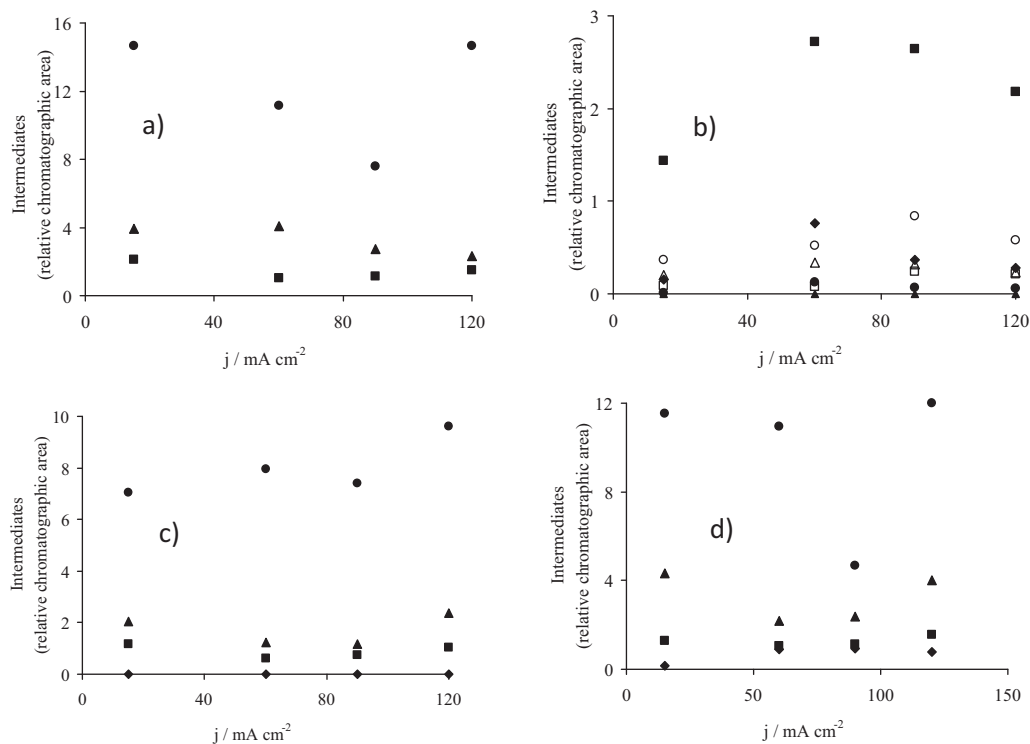 16
12
8
4
0
0
40
80
120
Intermediates
(relative chromatographic area)
j / mA cm-2
a)
3
2
1
0
0
40
80
120
Intermediates
(relative chromatographic area)
j / mA cm-2
b)
10
8
6
4
2
0
0
40
80
120
Intermediates
(relative chromatographic area)
j / mA cm-2
c)
12
8
4
0
0
50
100
150
Intermediates
(relative chromatographic area)
j / mA cm-2
d)